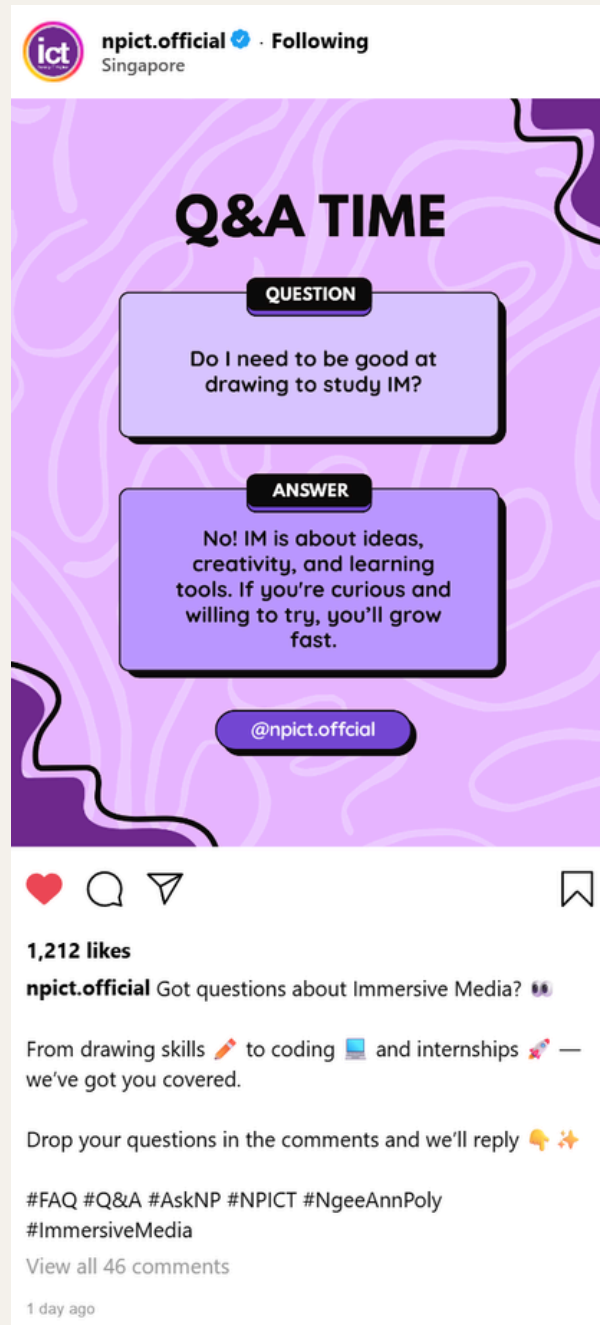 ict
npict.official · Following
Singapore
Q&A TIME
QUESTION
Do I need to be good at
drawing to study IM?
ANSWER
No! IM is about ideas,
creativity, and learning
tools. If you're curious and
willing to try, you’ll grow
fast.
@npict.offcial
1,212 likes
npict.official Got questions about Immersive Media? 👀
From drawing skills ✏️ to coding 💻 and internships 🚀 —
we’ve got you covered.
Drop your questions in the comments and we’ll reply 👇 ✨
#FAQ #Q&A #AskNP #NPICT #NgeeAnnPoly
#ImmersiveMedia
View all 46 comments
1 day ago